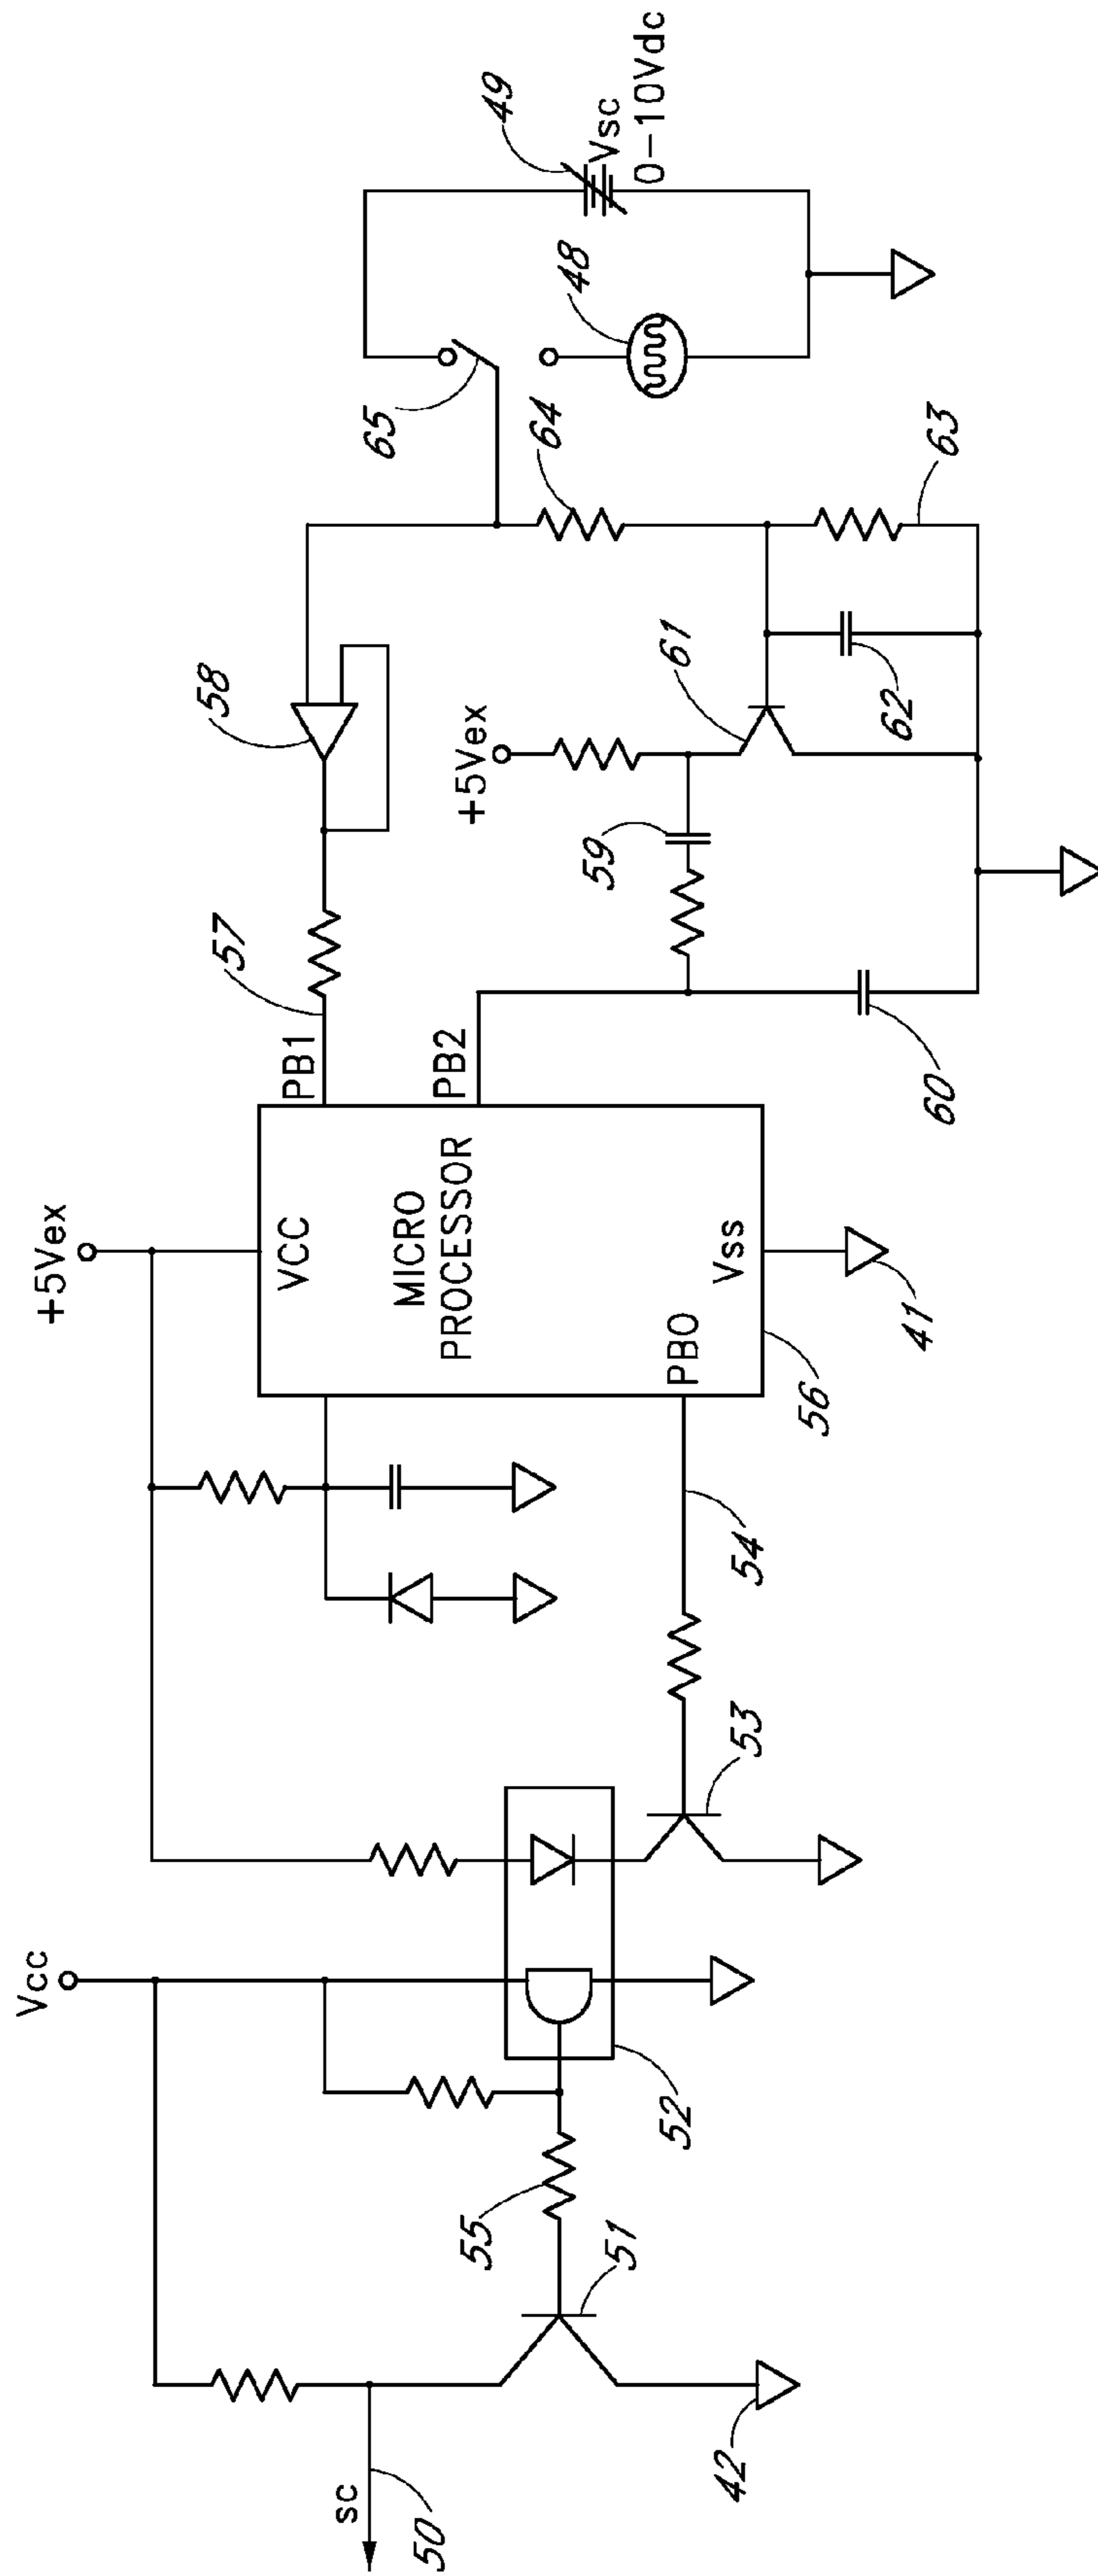 49
Vsc
0-10Vdc
48
65
64
63
58
61
62
+5Vex
59
57
PB1
PB2
60
+5Vex
VCC
MICRO
PROCESSOR
Vss
PB0
41
56
54
53
Vcc
52
55
51
sc
50
42